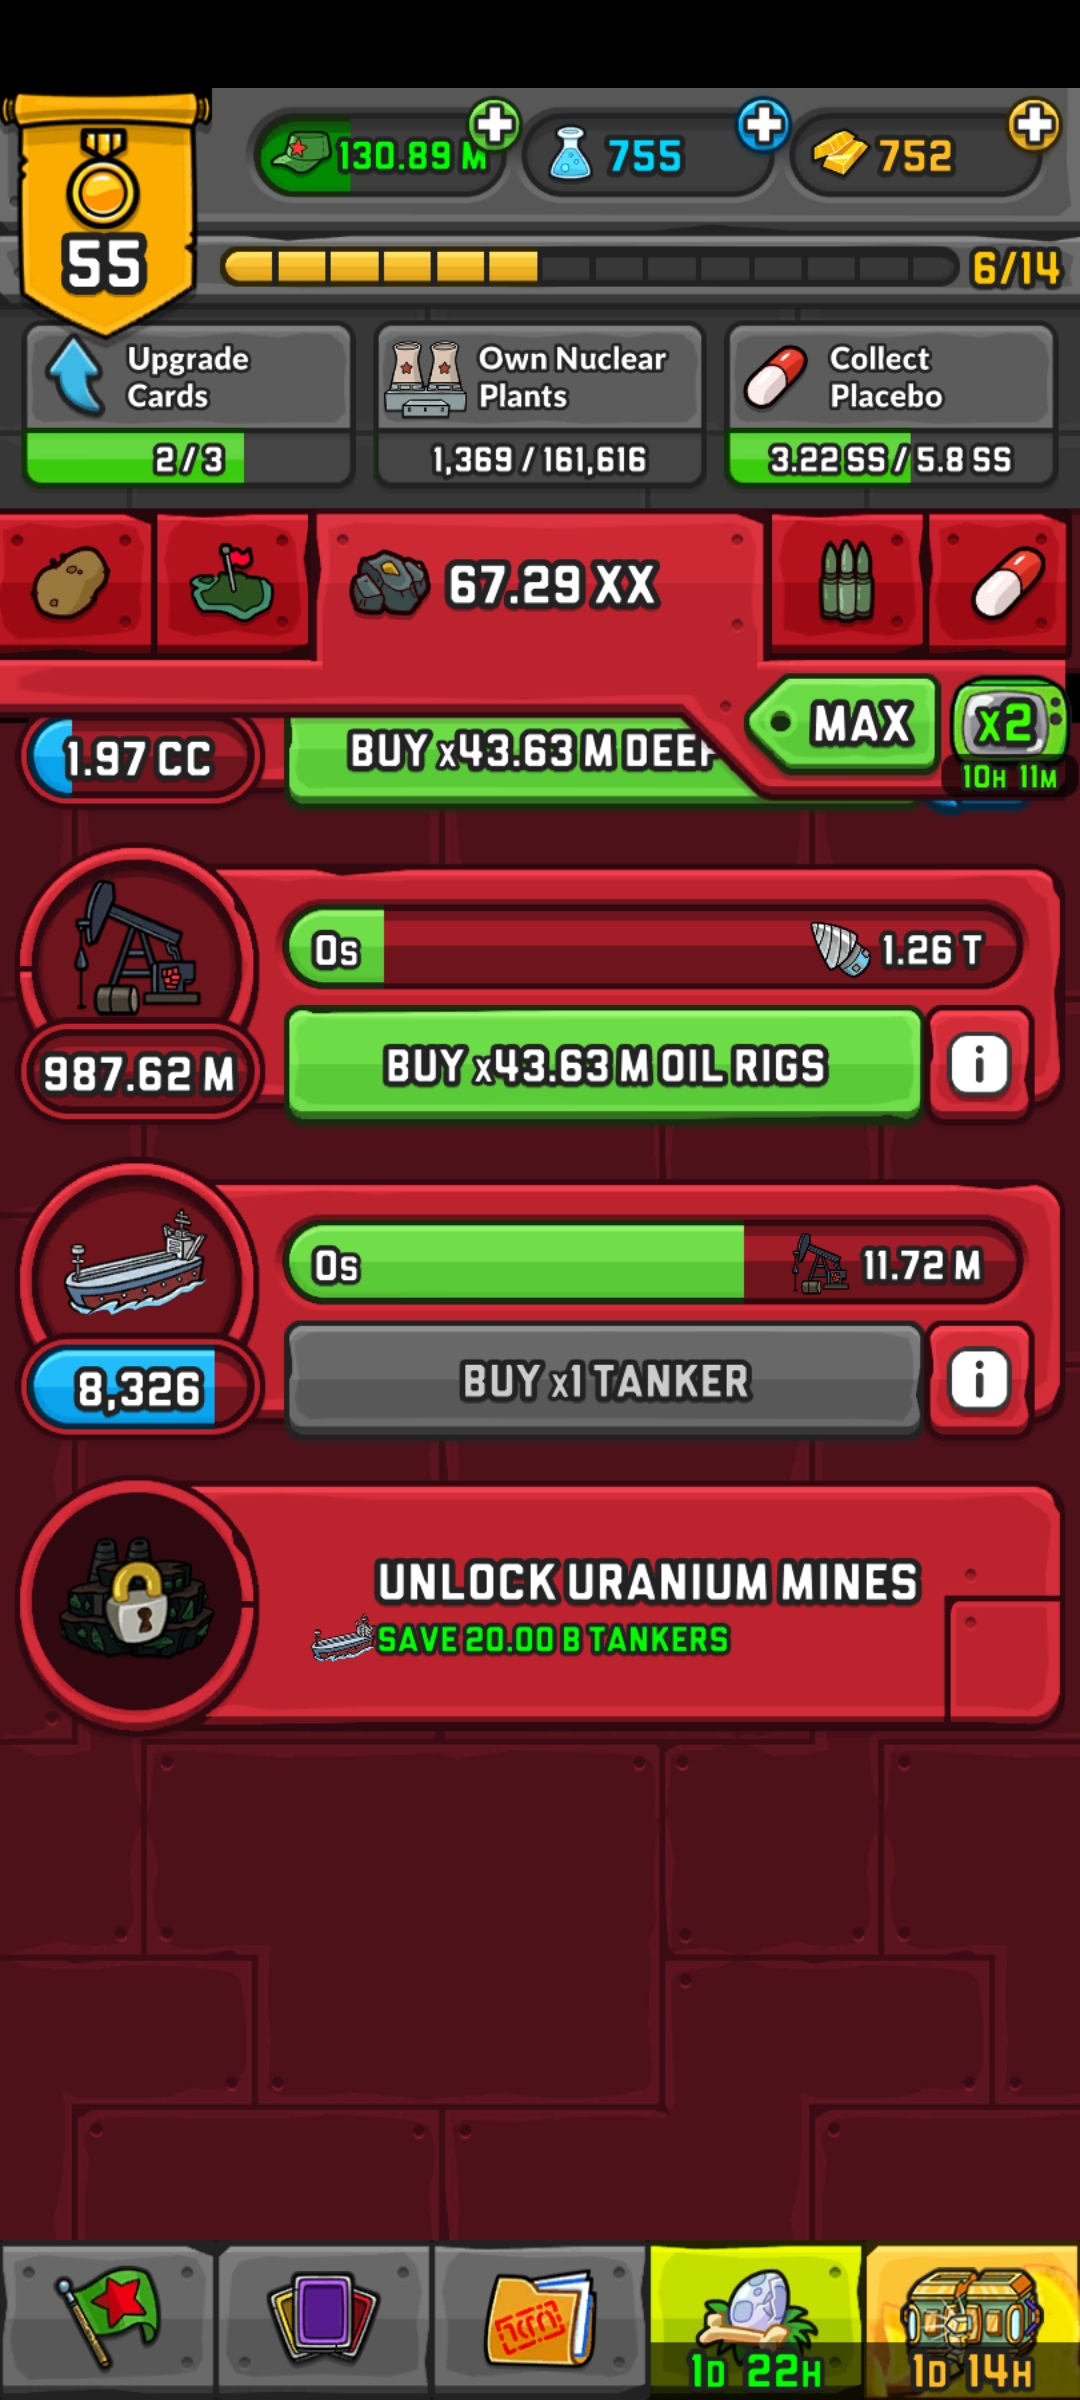 130.89 M
755
752
55
6/14
Upgrade
Cards
2/3
Own Nuclear
Plants
1,369 / 161,616
Collect
Placebo
3.22 SS / 5.8 SS
67.29 XX
MAX
x2
10H 11M
1.97 CC
BUY x43.63 M DEEP
0s
1.26 T
987.62 M
BUY x43.63 M OIL RIGS
i
0s
11.72 M
8,326
BUY x1 TANKER
i
UNLOCK URANIUM MINES
SAVE 20.00 B TANKERS
1D 22H
1D 14H